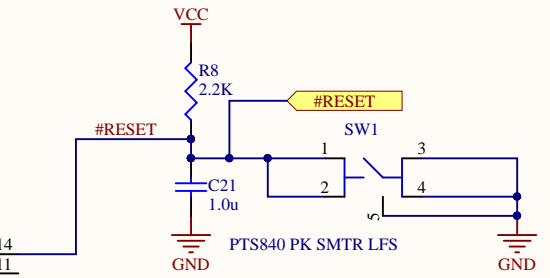 VCC
R8
2.2K
#RESET
#RESET
SW1
1
3
2
4
C21
1.0u
5
14
11
PTS840 PK SMTR LFS
GND
GND